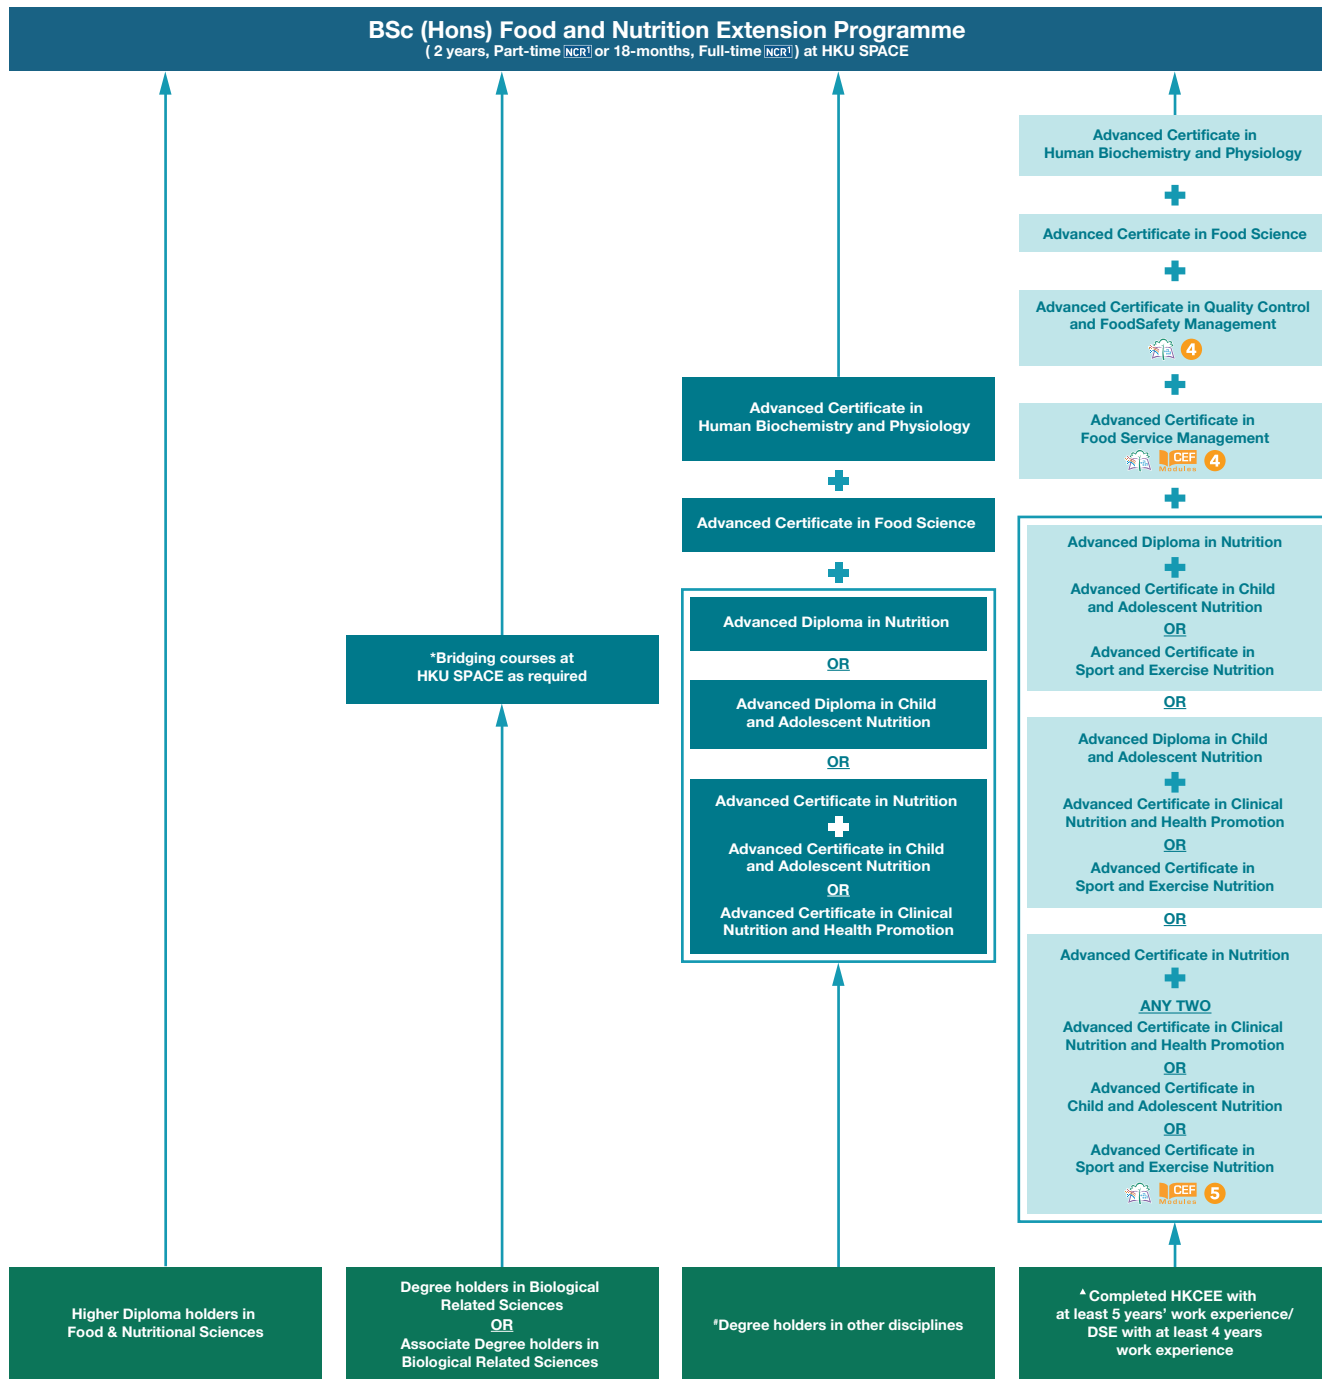 BSc (Hons) Food and Nutrition Extension Programme
( 2 years, Part-time NCR1 or 18-months, Full-time NCR1 ) at HKU SPACE
Advanced Certificate in
Human Biochemistry and Physiology
Advanced Certificate in Food Science
Advanced Certificate in Quality Control
and FoodSafety Management
4
Advanced Certificate in
Food Service Management
CEF
Modules
4
Advanced Diploma in Nutrition
Advanced Certificate in Child
and Adolescent Nutrition
OR
Advanced Certificate in
Sport and Exercise Nutrition
OR
Advanced Diploma in Child
and Adolescent Nutrition
Advanced Certificate in Clinical
Nutrition and Health Promotion
OR
Advanced Certificate in
Sport and Exercise Nutrition
OR
Advanced Certificate in Nutrition
ANY TWO
Advanced Certificate in Clinical
Nutrition and Health Promotion
OR
Advanced Certificate in
Child and Adolescent Nutrition
OR
Advanced Certificate in
Sport and Exercise Nutrition
CEF
Modules
5
Advanced Certificate in
Human Biochemistry and Physiology
Advanced Certificate in Food Science
Advanced Diploma in Nutrition
OR
Advanced Diploma in Child
and Adolescent Nutrition
OR
Advanced Certificate in Nutrition
Advanced Certificate in Child
and Adolescent Nutrition
OR
Advanced Certificate in Clinical
Nutrition and Health Promotion
*Bridging courses at
HKU SPACE as required
Higher Diploma holders in
Food & Nutritional Sciences
Degree holders in Biological
Related Sciences
OR
Associate Degree holders in
Biological Related Sciences
#Degree holders in other disciplines
▲ Completed HKCEE with
at least 5 years' work experience/
DSE with at least 4 years
work experience